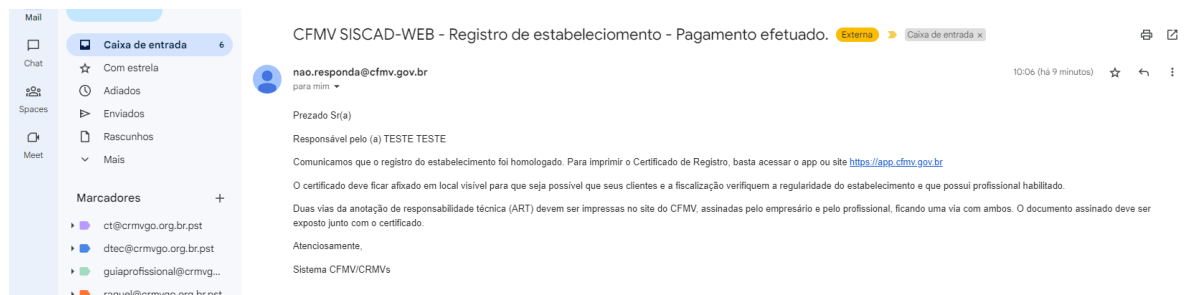 Mail
Chat
Spaces
Meet
Caixa de entrada 6
Com estrela
Adiados
Enviados
Rascunhos
Mais
Marcadores +
ct@crmvgo.org.br.pst
dtec@crmvgo.org.br.pst
guiaprofissional@crmvg...
raquel@crmvgo.org.br.pst
CFMV SISCAD-WEB - Registro de estabeleciomento - Pagamento efetuado. Externa Caixa de entrada ×
nao.responda@cfmv.gov.br 10:06 (há 9 minutos)
para mim
Prezado Sr(a)
Responsável pelo (a) TESTE TESTE
Comunicamos que o registro do estabelecimento foi homologado. Para imprimir o Certificado de Registro, basta acessar o app ou site https://app.cfmv.gov.br
O certificado deve ficar afixado em local visível para que seja possível que seus clientes e a fiscalização verifiquem a regularidade do estabelecimento e que possui profissional habilitado.
Duas vias da anotação de responsabilidade técnica (ART) devem ser impressas no site do CFMV, assinadas pelo empresário e pelo profissional, ficando uma via com ambos. O documento assinado deve ser
exposto junto com o certificado.
Atenciosamente,
Sistema CFMV/CRMVs